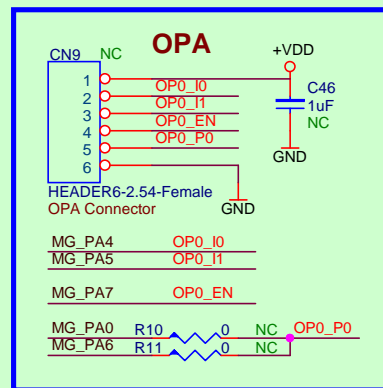 OPA
CN9 NC
+VDD
1
2 OP0_I0
3 OP0_I1
4 OP0_EN
5 OP0_P0
6
C46
1uF
NC
GND
GND
HEADER6-2.54-Female
OPA Connector
MG_PA4 OP0_I0
MG_PA5 OP0_I1
MG_PA7 OP0_EN
MG_PA0 R10 0 NC OP0_P0
MG_PA6 R11 0 NC